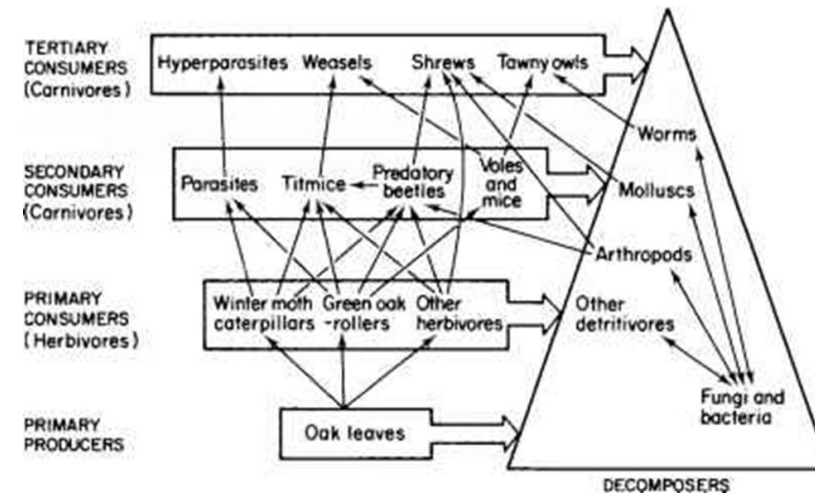 TERTIARY
CONSUMERS
(Carnivores)
Hyperparasites Weasels Shrews Tawny owls
Worms
SECONDARY
CONSUMERS
(Carnivores)
Parasites Titmice Predatory
beetles
Voles
and
mice
Molluscs
Arthropods
PRIMARY
CONSUMERS
(Herbivores)
Winter moth
caterpillars
Green oak
-rollers
Other
herbivores
Other
detritivores
Fungi and
bacteria
PRIMARY
PRODUCERS
Oak leaves
DECOMPOSERS